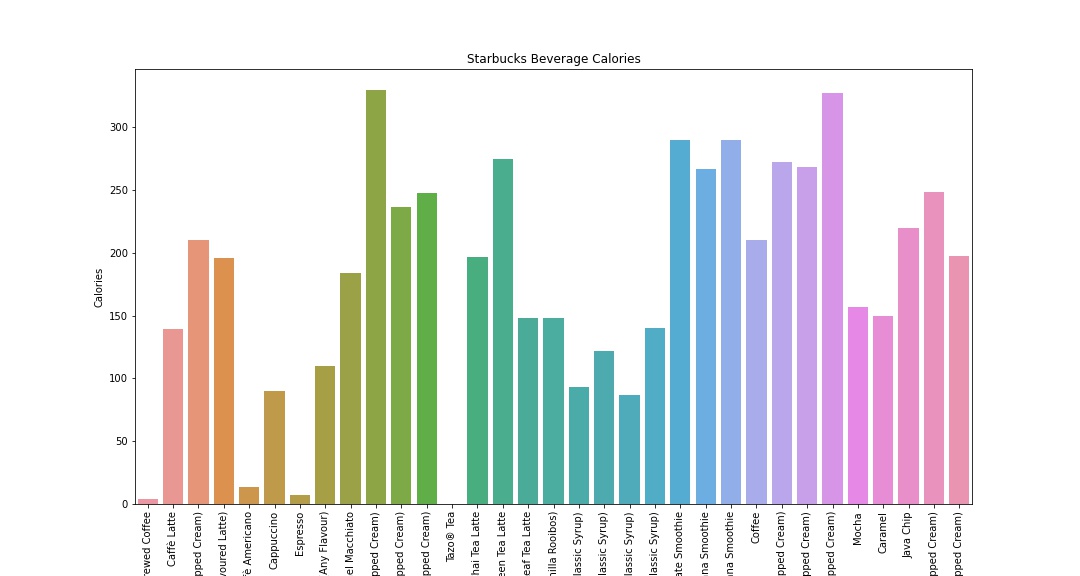 Starbucks Beverage Calories
Calories
300
250
200
150
100
50
0
rewed Coffee
Caffè Latte
pped Cream)
voured Latte)
è Americano
Cappuccino
Espresso
Any Flavour)
el Macchiato
pped Cream)
pped Cream)
pped Cream)
Tazo® Tea
hai Tea Latte
een Tea Latte
eaf Tea Latte
nilla Rooibos)
lassic Syrup)
lassic Syrup)
lassic Syrup)
lassic Syrup)
ate Smoothie
na Smoothie
na Smoothie
Coffee
pped Cream)
pped Cream)
pped Cream)
Mocha
Caramel
Java Chip
pped Cream)
pped Cream)